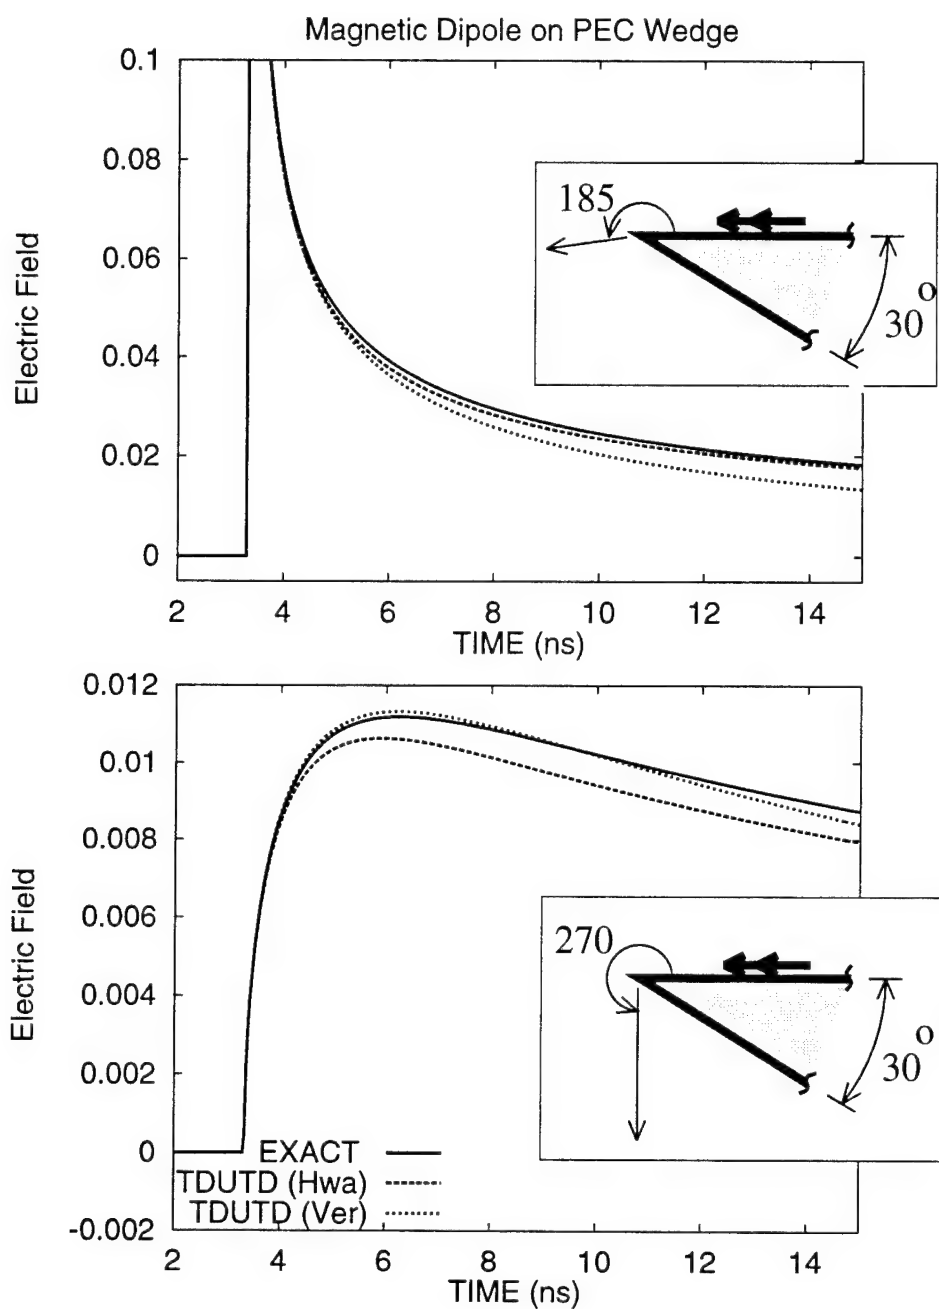 Magnetic Dipole on PEC Wedge
0.1
0.08
0.06
0.04
0.02
0
Electric Field
2 4 6 8 10 12 14
TIME (ns)
185
30°
0.012
0.01
0.008
0.006
0.004
0.002
0
-0.002
Electric Field
EXACT
TDUTD (Hwa)
TDUTD (Ver)
2 4 6 8 10 12 14
TIME (ns)
270
30°